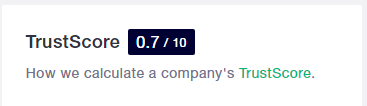 TrustScore 0.7 / 10
How we calculate a company's TrustScore.